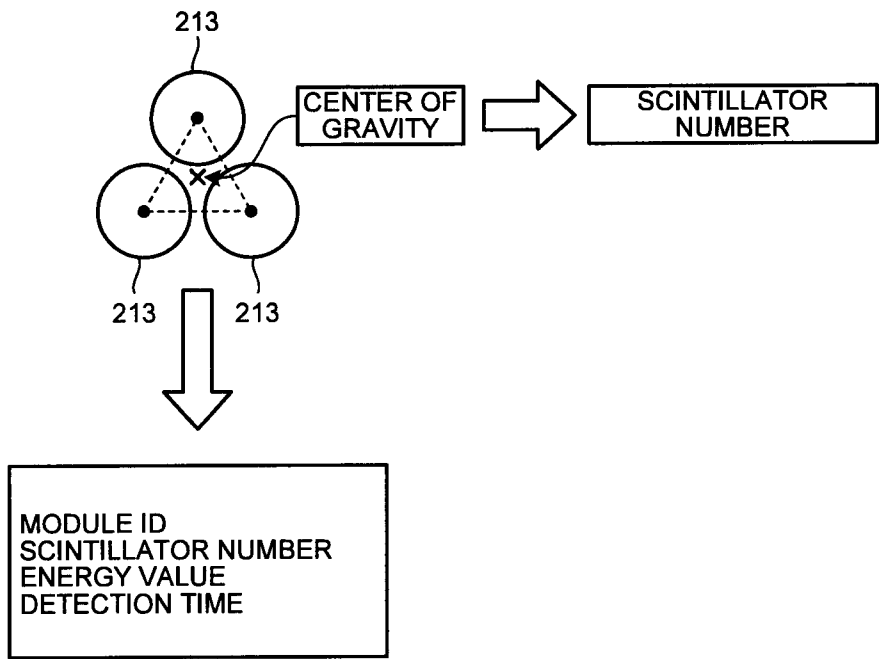 213
CENTER OF
GRAVITY
SCINTILLATOR
NUMBER
213
213
MODULE ID
SCINTILLATOR NUMBER
ENERGY VALUE
DETECTION TIME